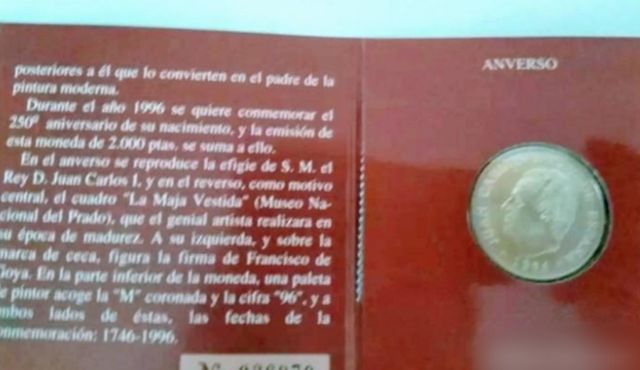 posteriores a él que lo convierten en el padre de la
pintura moderna.
Durante el año 1996 se quiere conmemorar el
250º aniversario de su nacimiento, y la emisión de
esta moneda de 2.000 ptas. se suma a ello.
En el anverso se reproduce la efigie de S. M. el
Rey D. Juan Carlos I, y en el reverso, como motivo
central, el cuadro "La Maja Vestida" (Museo Na-
cional del Prado), que el genial artista realizara en
su época de madurez. A su izquierda, y sobre la
marca de ceca, figura la firma de Francisco de
Goya. En la parte inferior de la moneda, una paleta
de pintor acoge la "M" coronada y la cifra "96", y a
mbos lados de éstas, las fechas de la
onmemoración: 1746-1996.
ANVERSO